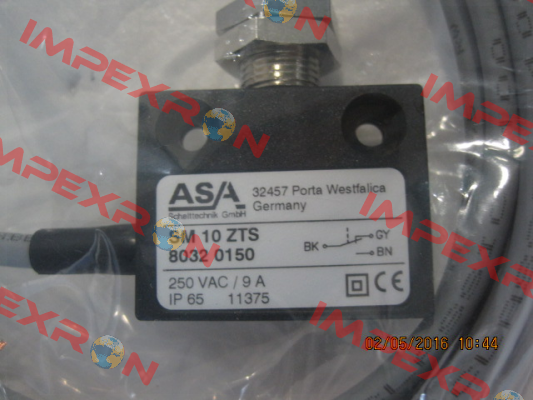 IMPEXRON
IMPEXRON
ASA
Schalttechnik GmbH
32457 Porta Westfalica
Germany
SM 10 ZTS
8032 0150
BK
GY
BN
250 VAC / 9 A
IP 65 11375
CE
IMPEXRON
IMPEXRON
IMPEXRON
02/05/2016 10:44